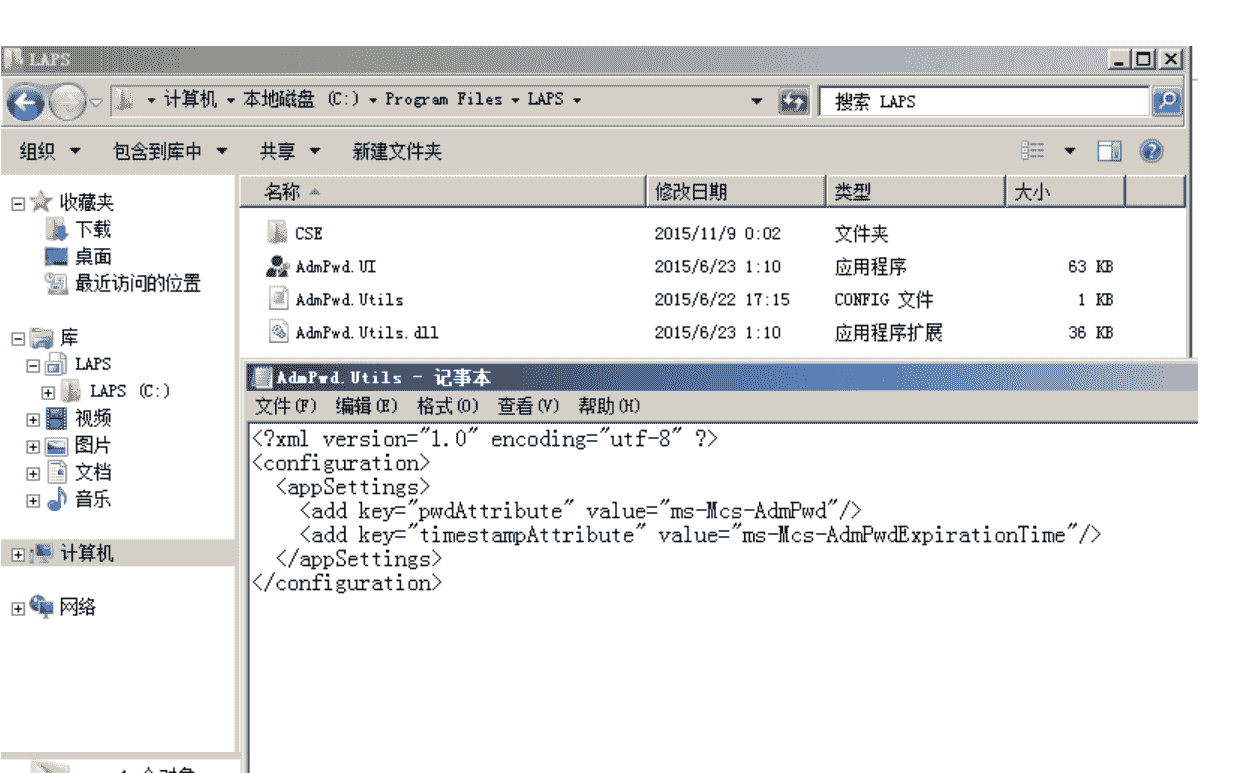 LAPS
计算机 本地磁盘 (C:) Program Files LAPS
搜索 LAPS
组织 包含到库中 共享 新建文件夹
收藏夹
下载
桌面
最近访问的位置
库
LAPS
LAPS (C:)
视频
图片
文档
音乐
计算机
网络
名称 修改日期 类型 大小
CSE 2015/11/9 0:02 文件夹
AdmPwd.UI 2015/6/23 1:10 应用程序 63 KB
AdmPwd.Utils 2015/6/22 17:15 CONFIG 文件 1 KB
AdmPwd.Utils.dll 2015/6/23 1:10 应用程序扩展 36 KB
AdmPwd.Utils - 记事本
文件(F) 编辑(E) 格式(O) 查看(V) 帮助(H)
<?xml version="1.0" encoding="utf-8" ?>
<configuration>
<appSettings>
<add key="pwdAttribute" value="ms-Mcs-AdmPwd"/>
<add key="timestampAttribute" value="ms-Mcs-AdmPwdExpirationTime"/>
</appSettings>
</configuration>